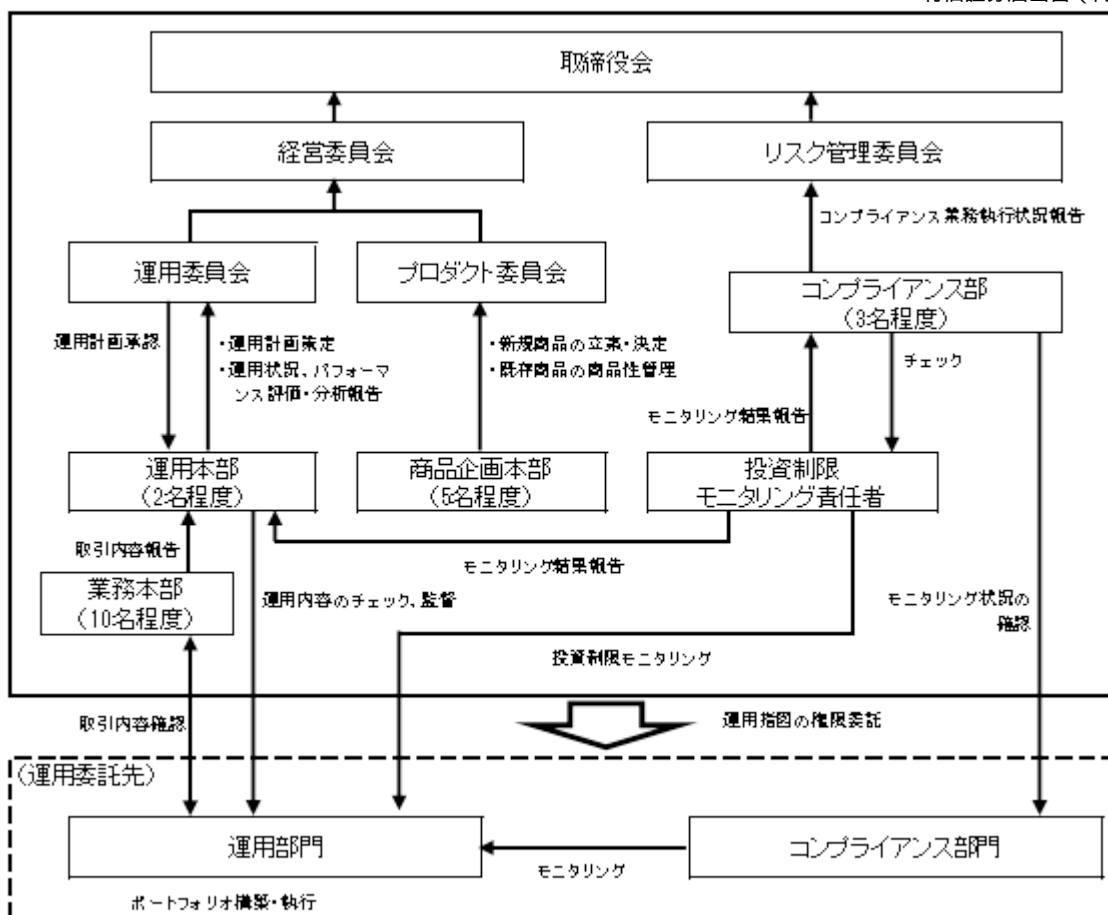 取締役会
経営委員会
リスク管理委員会
コンプライアンス業務執行状況報告
運用委員会
プロダクト委員会
コンプライアンス部
(3名程度)
運用計画承認
・運用計画策定
・運用状況、パフォーマ
ンス評価・分析報告
・新規商品の立案・決定
・既存商品の商品性管理
チェック
モニタリング結果報告
運用本部
(2名程度)
商品企画本部
(5名程度)
投資制限
モニタリング責任者
取引内容報告
モニタリング結果報告
業務本部
(10名程度)
運用内容のチェック、監督
モニタリング状況の
確認
投資制限モニタリング
取引内容確認
運用指図の権限委託
(運用委託先)
運用部門
コンプライアンス部門
モニタリング
ポートフォリオ構築・執行